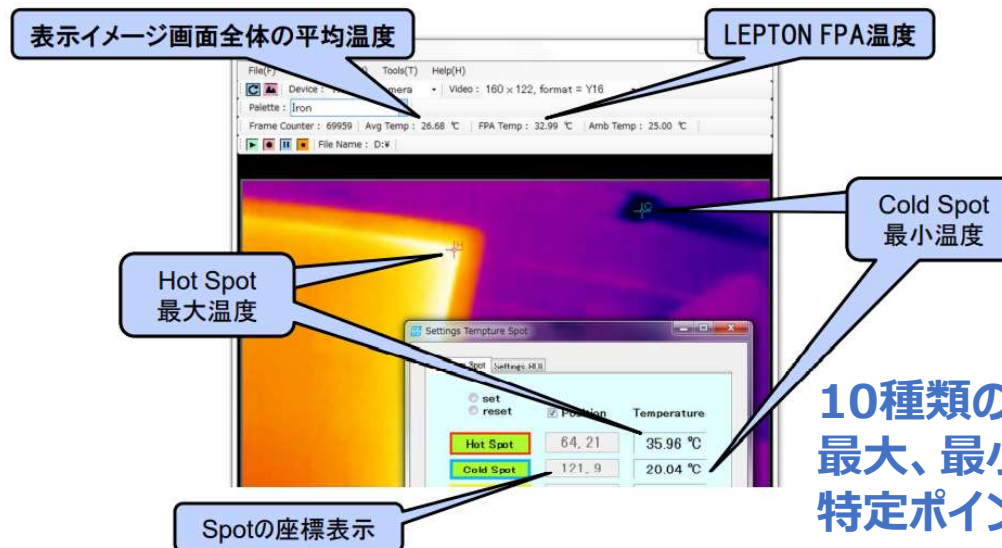 表示イメージ画面全体の平均温度
LEPTON FPA温度
Tools(T) Help(H)
Device : Video : 160 × 122, format = Y16
Palette : Iron
Frame Counter : 69959 Avg Temp : 26.68 ℃ FPA Temp : 32.99 ℃ Amb Temp : 25.00 ℃
File Name : D:¥
C
Cold Spot
最小温度
H
Hot Spot
最大温度
Settings Tempture Spot
Spot Settings ROI
set
reset
Position Temperature
Hot Spot 64, 21 35.96 ℃
Cold Spot 121, 9 20.04 ℃
10種類の
最大、最小
特定ポイン
Spotの座標表示